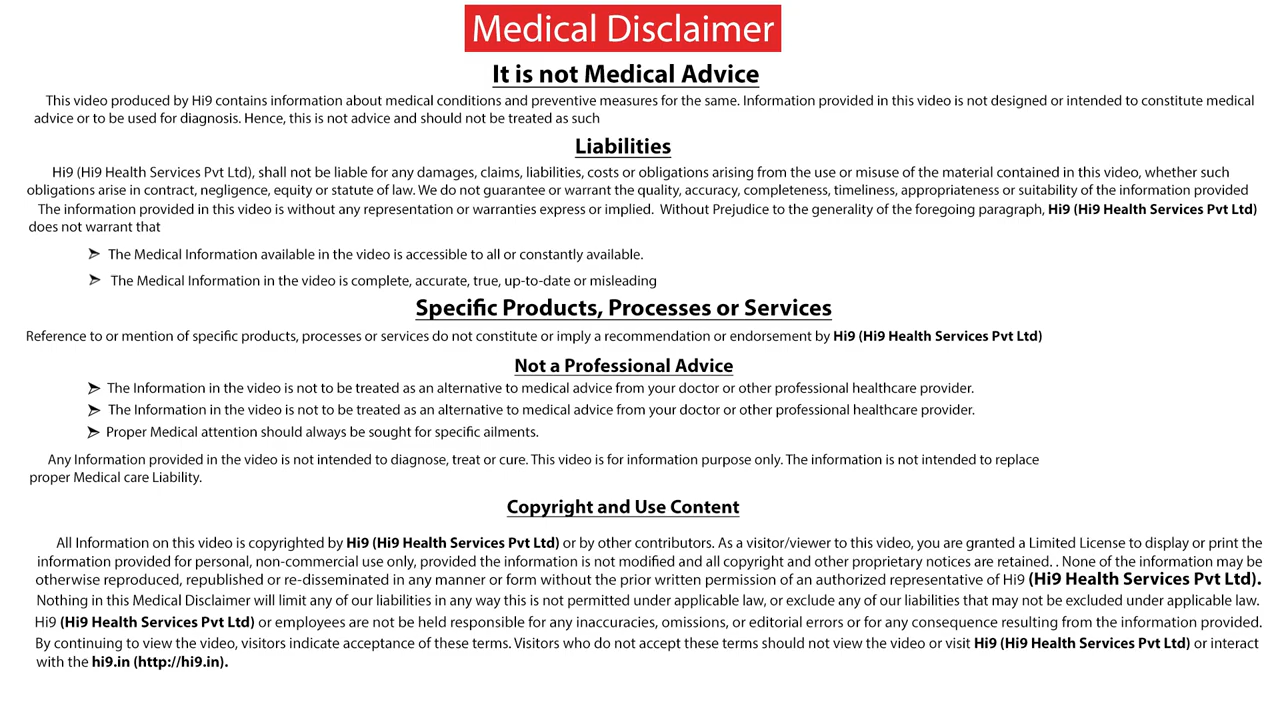 Medical Disclaimer
It is not Medical Advice
This video produced by Hi9 contains information about medical conditions and preventive measures for the same. Information provided in this video is not designed or intended to constitute medical
advice or to be used for diagnosis. Hence, this is not advice and should not be treated as such
Liabilities
Hi9 (Hi9 Health Services Pvt Ltd), shall not be liable for any damages, claims, liabilities, costs or obligations arising from the use or misuse of the material contained in this video, whether such
obligations arise in contract, negligence, equity or statute of law. We do not guarantee or warrant the quality, accuracy, completeness, timeliness, appropriateness or suitability of the information provided
The information provided in this video is without any representation or warranties express or implied. Without Prejudice to the generality of the foregoing paragraph, Hi9 (Hi9 Health Services Pvt Ltd)
does not warrant that
➢ The Medical Information available in the video is accessible to all or constantly available.
➢ The Medical Information in the video is complete, accurate, true, up-to-date or misleading
Specific Products, Processes or Services
Reference to or mention of specific products, processes or services do not constitute or imply a recommendation or endorsement by Hi9 (Hi9 Health Services Pvt Ltd)
Not a Professional Advice
➢ The Information in the video is not to be treated as an alternative to medical advice from your doctor or other professional healthcare provider.
➢ The Information in the video is not to be treated as an alternative to medical advice from your doctor or other professional healthcare provider.
➢ Proper Medical attention should always be sought for specific ailments.
Any Information provided in the video is not intended to diagnose, treat or cure. This video is for information purpose only. The information is not intended to replace
proper Medical care Liability.
Copyright and Use Content
All Information on this video is copyrighted by Hi9 (Hi9 Health Services Pvt Ltd) or by other contributors. As a visitor/viewer to this video, you are granted a Limited License to display or print the
information provided for personal, non-commercial use only, provided the information is not modified and all copyright and other proprietary notices are retained. . None of the information may be
otherwise reproduced, republished or re-disseminated in any manner or form without the prior written permission of an authorized representative of Hi9 (Hi9 Health Services Pvt Ltd).
Nothing in this Medical Disclaimer will limit any of our liabilities in any way this is not permitted under applicable law, or exclude any of our liabilities that may not be excluded under applicable law.
Hi9 (Hi9 Health Services Pvt Ltd) or employees are not be held responsible for any inaccuracies, omissions, or editorial errors or for any consequence resulting from the information provided.
By continuing to view the video, visitors indicate acceptance of these terms. Visitors who do not accept these terms should not view the video or visit Hi9 (Hi9 Health Services Pvt Ltd) or interact
with the hi9.in (http://hi9.in).